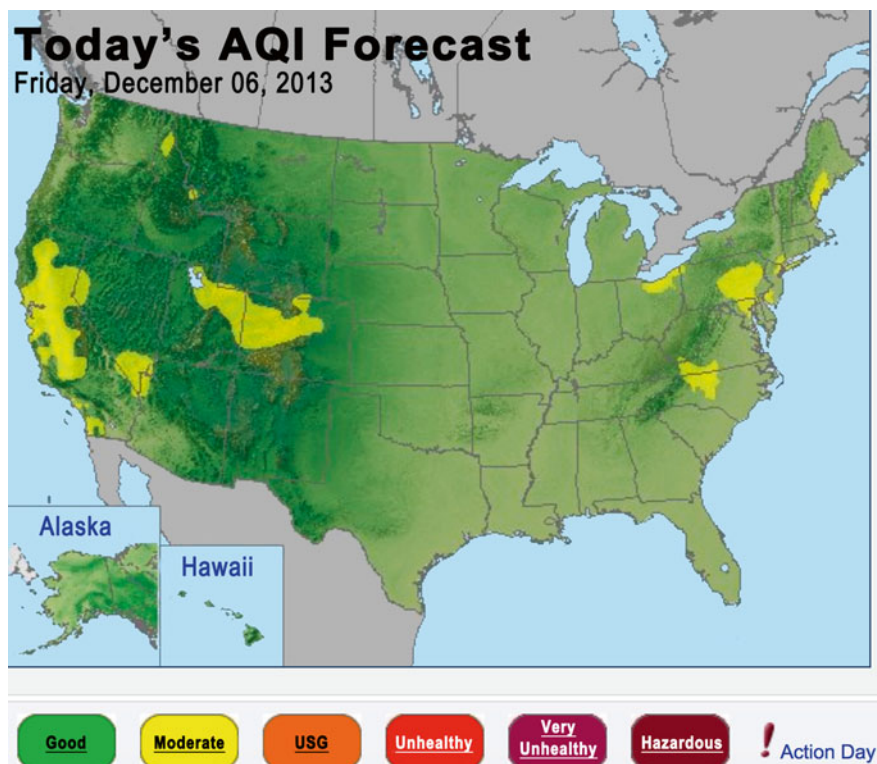 Today's AQI Forecast
Friday, December 06, 2013
Alaska
Hawaii
Good
Moderate
USG
Unhealthy
Very
Unhealthy
Hazardous
! Action Day